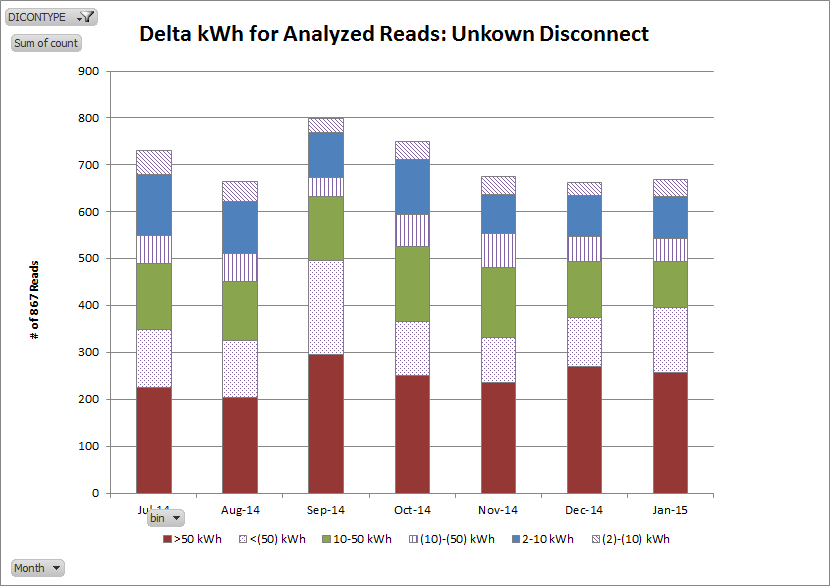 DICONTYPE
Delta kWh for Analyzed Reads: Unkown Disconnect
Sum of count
900
800
700
600
500
400
300
200
100
0
# of 867 Reads
Jul-14 Aug-14 Sep-14 Oct-14 Nov-14 Dec-14 Jan-15
bin
>50 kWh <(50) kWh 10-50 kWh (10)-(50) kWh 2-10 kWh (2)-(10) kWh
Month